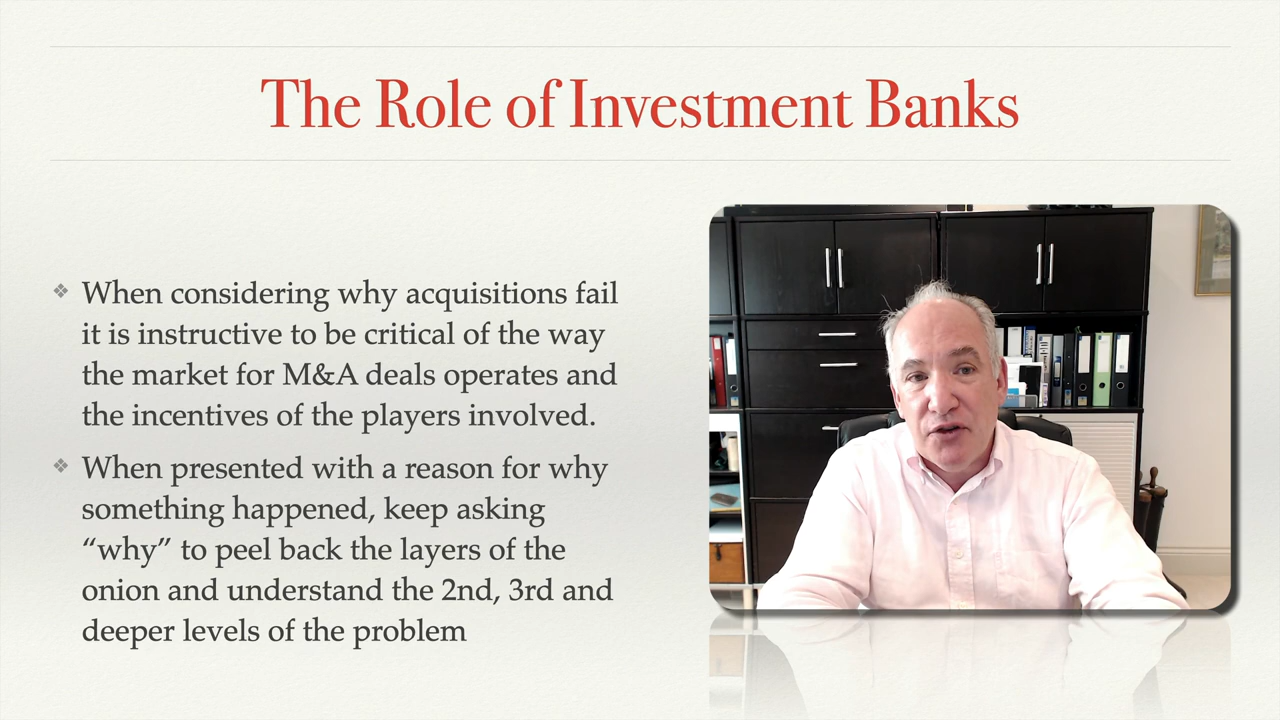 The Role of Investment Banks
When considering why acquisitions fail
it is instructive to be critical of the way
the market for M&A deals operates and
the incentives of the players involved.
When presented with a reason for why
something happened, keep asking
“why” to peel back the layers of the
onion and understand the 2nd, 3rd and
deeper levels of the problem